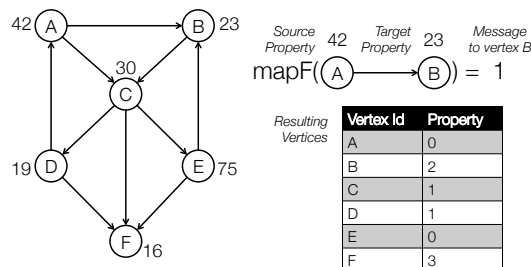 42 A B 23
30
C
19 D E 75
F 16
Source Property 42 Target Property 23 Message to vertex B
mapF( A B ) = 1
Resulting Vertices
Vertex Id Property
A 0
B 2
C 1
D 1
E 0
F 3